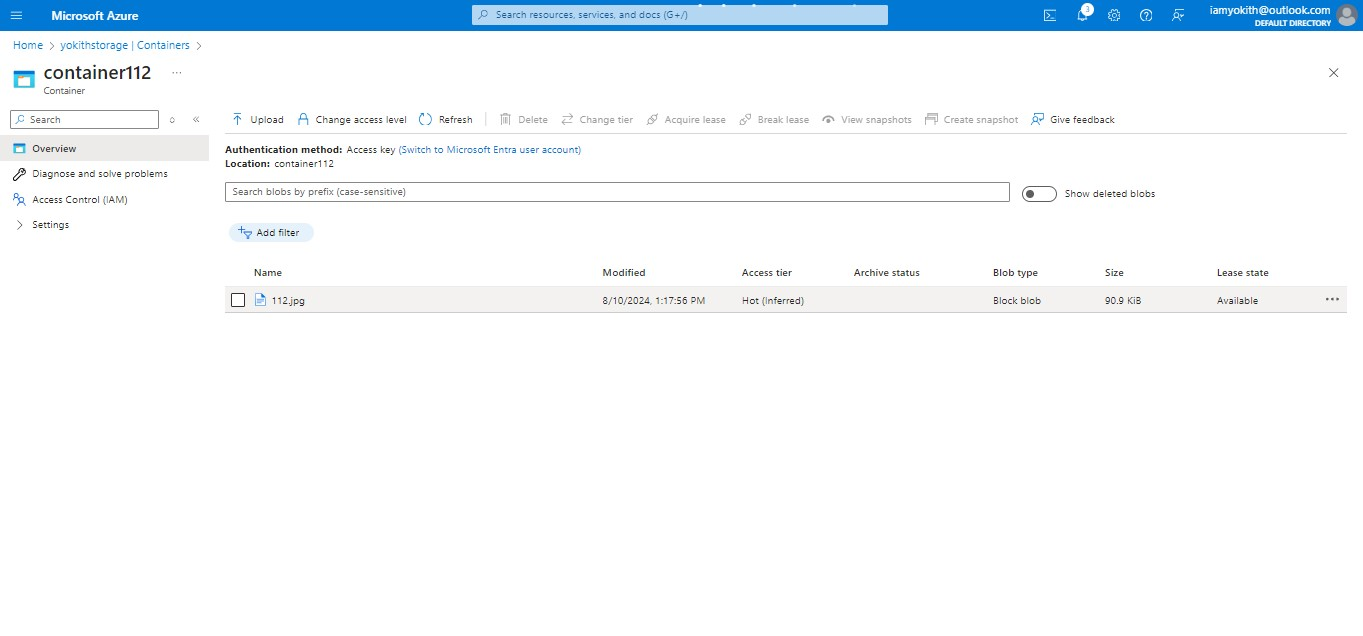 Microsoft Azure
Search resources, services, and docs (G+/)
3
iamyokith@outlook.com
DEFAULT DIRECTORY
Home > yokithstorage | Containers >
container112 ...
Container
Search
Upload Change access level Refresh Delete Change tier Acquire lease Break lease View snapshots Create snapshot Give feedback
Overview
Diagnose and solve problems
Access Control (IAM)
Settings
Authentication method: Access key (Switch to Microsoft Entra user account)
Location: container112
Search blobs by prefix (case-sensitive)
Show deleted blobs
Add filter
Name Modified Access tier Archive status Blob type Size Lease state
112.jpg 8/10/2024, 1:17:56 PM Hot (Inferred) Block blob 90.9 KiB Available ...